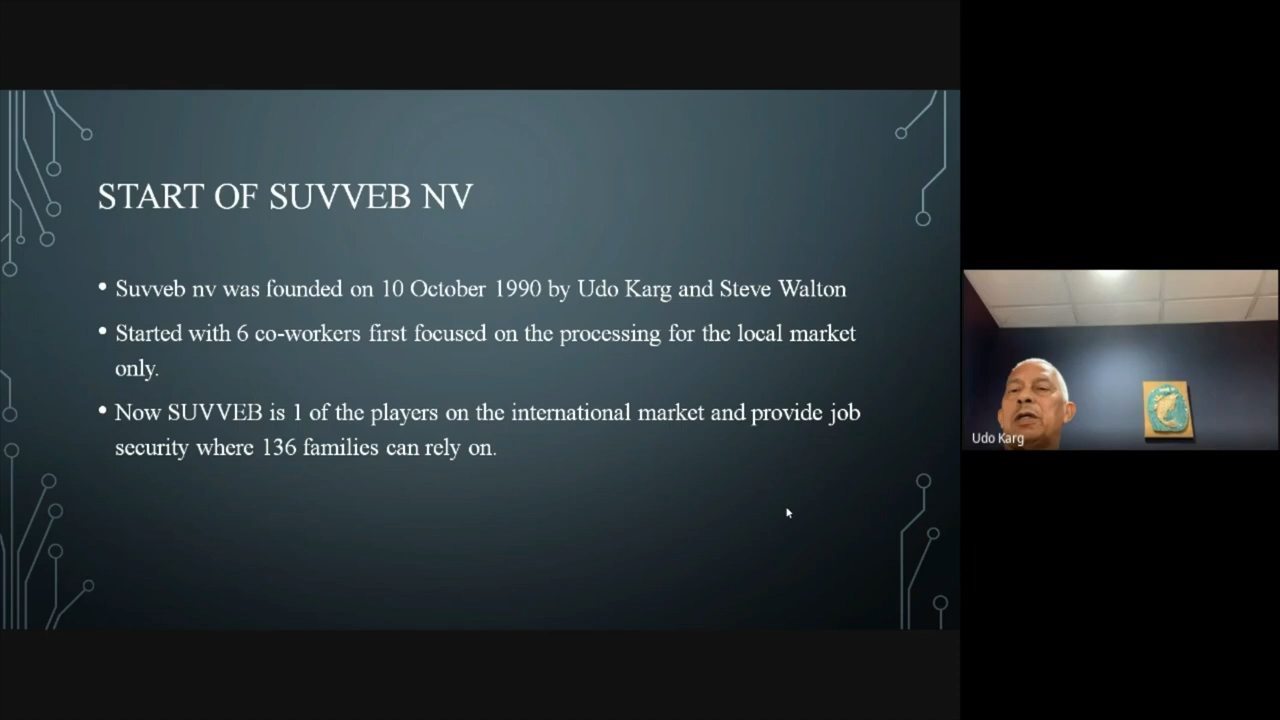 START OF SUVVEB NV
• Suvveb nv was founded on 10 October 1990 by Udo Karg and Steve Walton
• Started with 6 co-workers first focused on the processing for the local market
only.
• Now SUVVEB is 1 of the players on the international market and provide job
security where 136 families can rely on.
Udo Karg